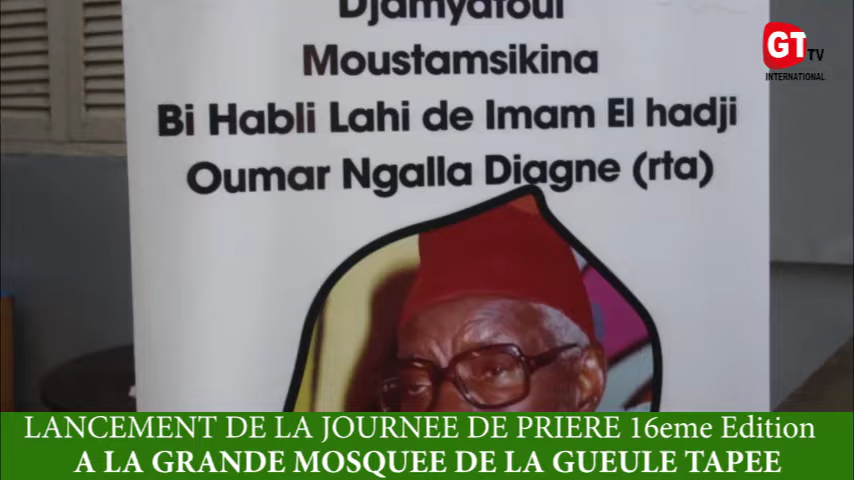 Djamyatoul
Moustamsikina
Bi Habli Lahi de Imam El hadji
Oumar Ngalla Diagne (rta)
GT TV
INTERNATIONAL
LANCEMENT DE LA JOURNEE DE PRIERE 16eme Edition
A LA GRANDE MOSQUEE DE LA GUEULE TAPEE